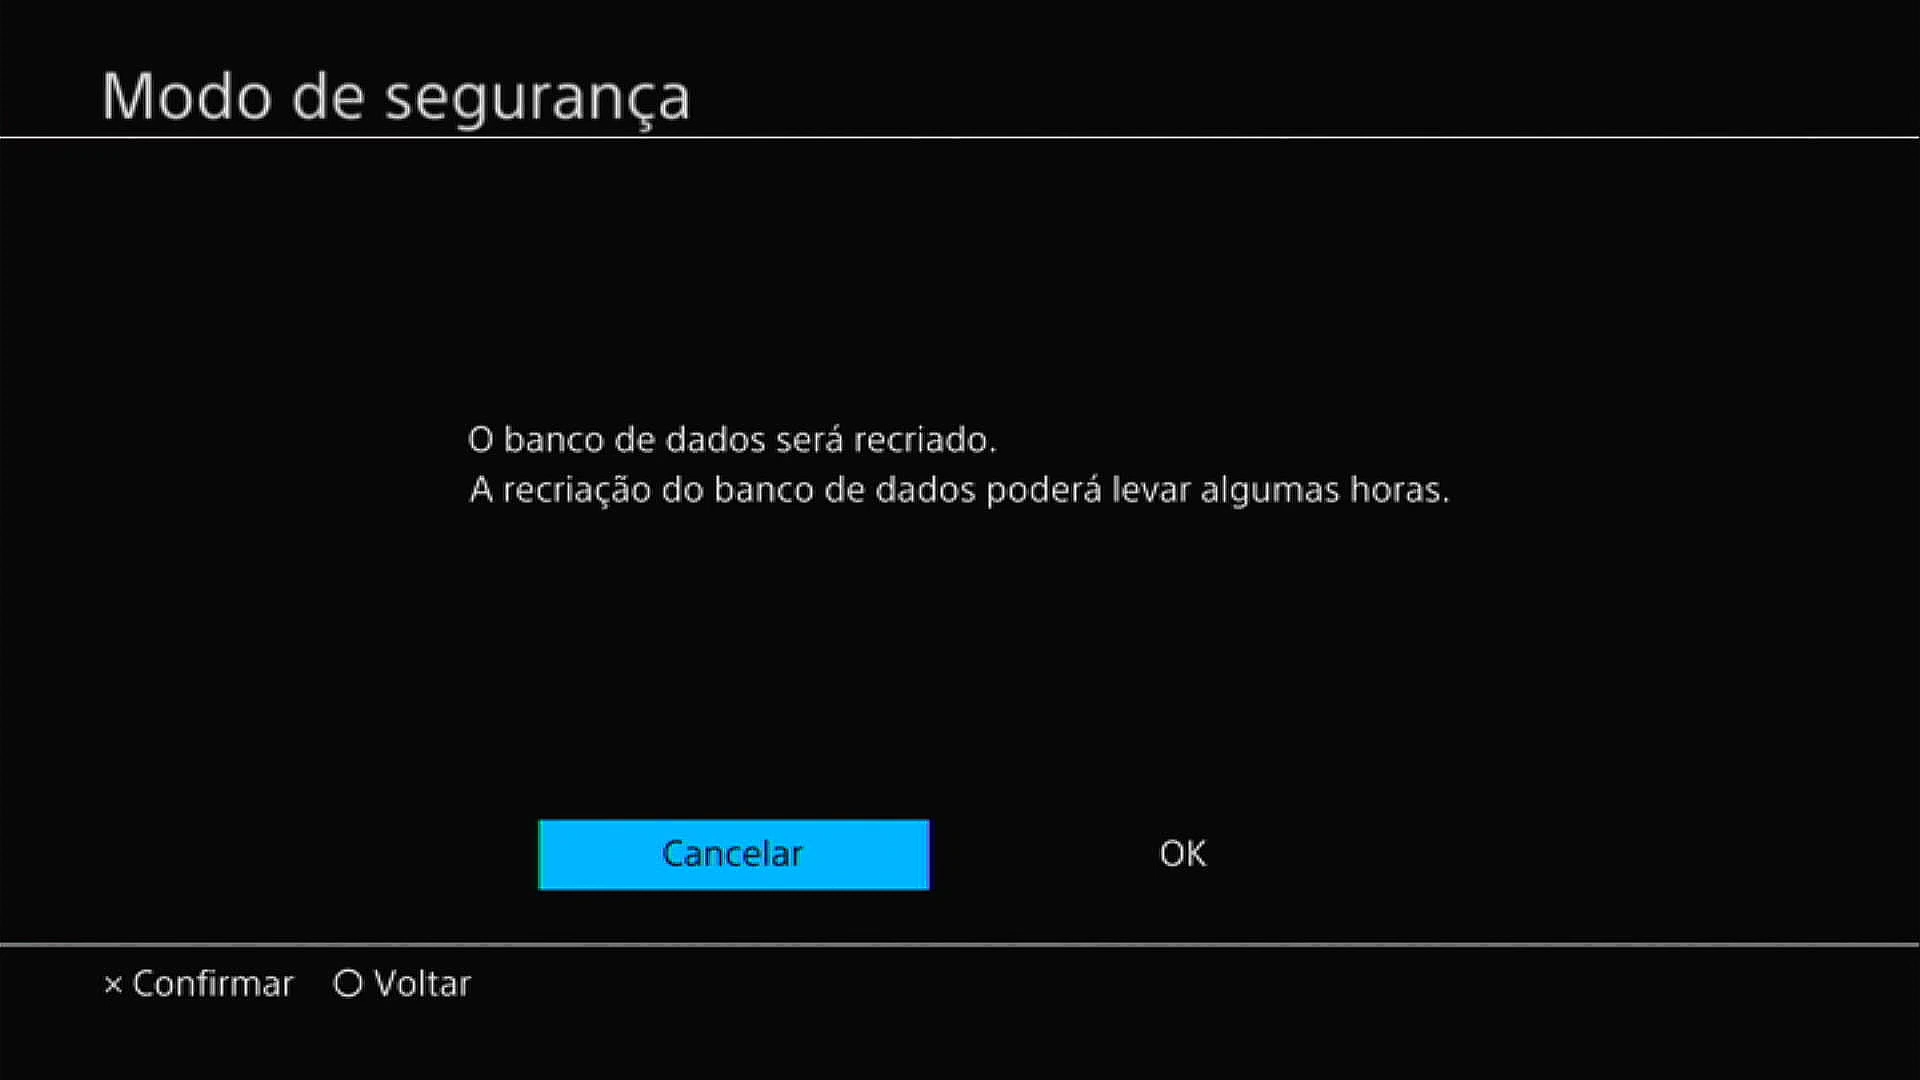 Modo de segurança
O banco de dados será recriado.
A recriação do banco de dados poderá levar algumas horas.
Cancelar
OK
× Confirmar ○ Voltar